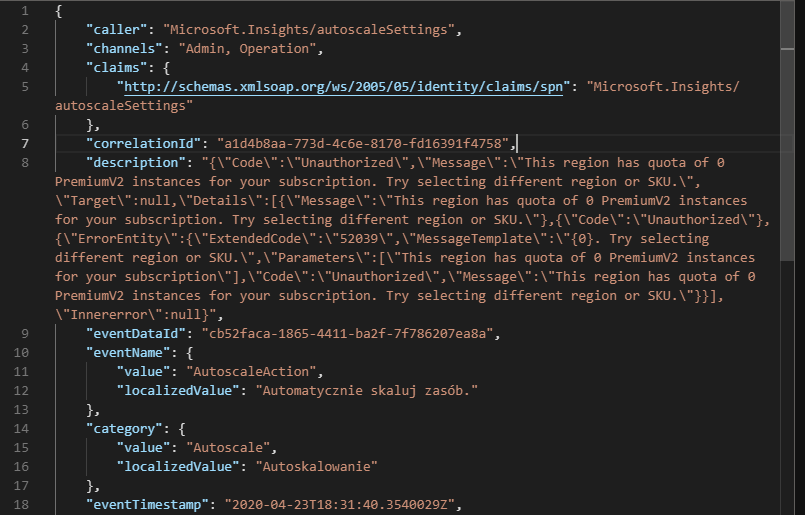 1 {
2 "caller": "Microsoft.Insights/autoscaleSettings",
3 "channels": "Admin, Operation",
4 "claims": {
5 "http://schemas.xmlsoap.org/ws/2005/05/identity/claims/spn": "Microsoft.Insights/
autoscaleSettings"
6 },
7 "correlationId": "a1d4b8aa-773d-4c6e-8170-fd16391f4758",
8 "description": "{\"Code\":\"Unauthorized\",\"Message\":\"This region has quota of 0
PremiumV2 instances for your subscription. Try selecting different region or SKU.\",
\"Target\":null,\"Details\":[{\"Message\":\"This region has quota of 0 PremiumV2 instances
for your subscription. Try selecting different region or SKU.\"},{\"Code\":\"Unauthorized\"},
{\"ErrorEntity\":{\"ExtendedCode\":\"52039\",\"MessageTemplate\":\"{0}. Try selecting
different region or SKU.\",\"Parameters\":[\"This region has quota of 0 PremiumV2 instances
for your subscription\"],\"Code\":\"Unauthorized\",\"Message\":\"This region has quota of 0
PremiumV2 instances for your subscription. Try selecting different region or SKU.\"}}],
\"Innererror\":null}",
9 "eventDataId": "cb52faca-1865-4411-ba2f-7f786207ea8a",
10 "eventName": {
11 "value": "AutoscaleAction",
12 "localizedValue": "Automatycznie skaluj zasób."
13 },
14 "category": {
15 "value": "Autoscale",
16 "localizedValue": "Autoskalowanie"
17 },
18 "eventTimestamp": "2020-04-23T18:31:40.3540029Z",